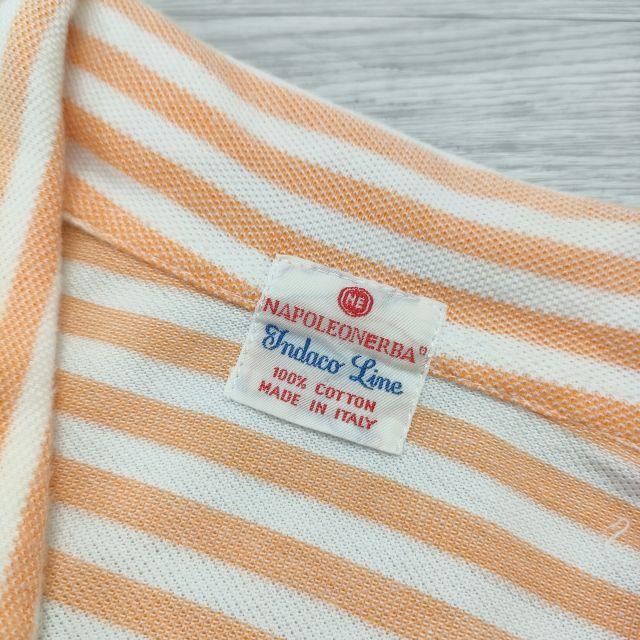 NE
NAPOLEONERBA®
Indaco Line
100% COTTON
MADE IN ITALY